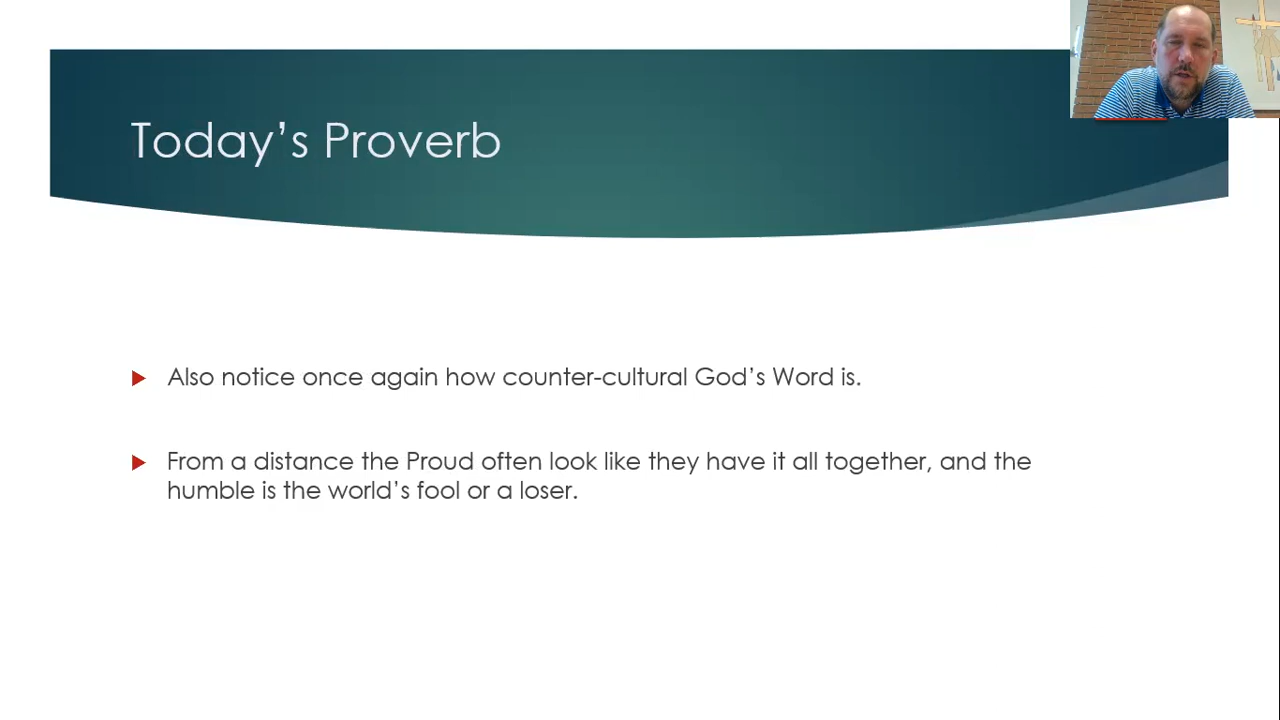 Today’s Proverb
Also notice once again how counter-cultural God’s Word is.
From a distance the Proud often look like they have it all together, and the
humble is the world’s fool or a loser.